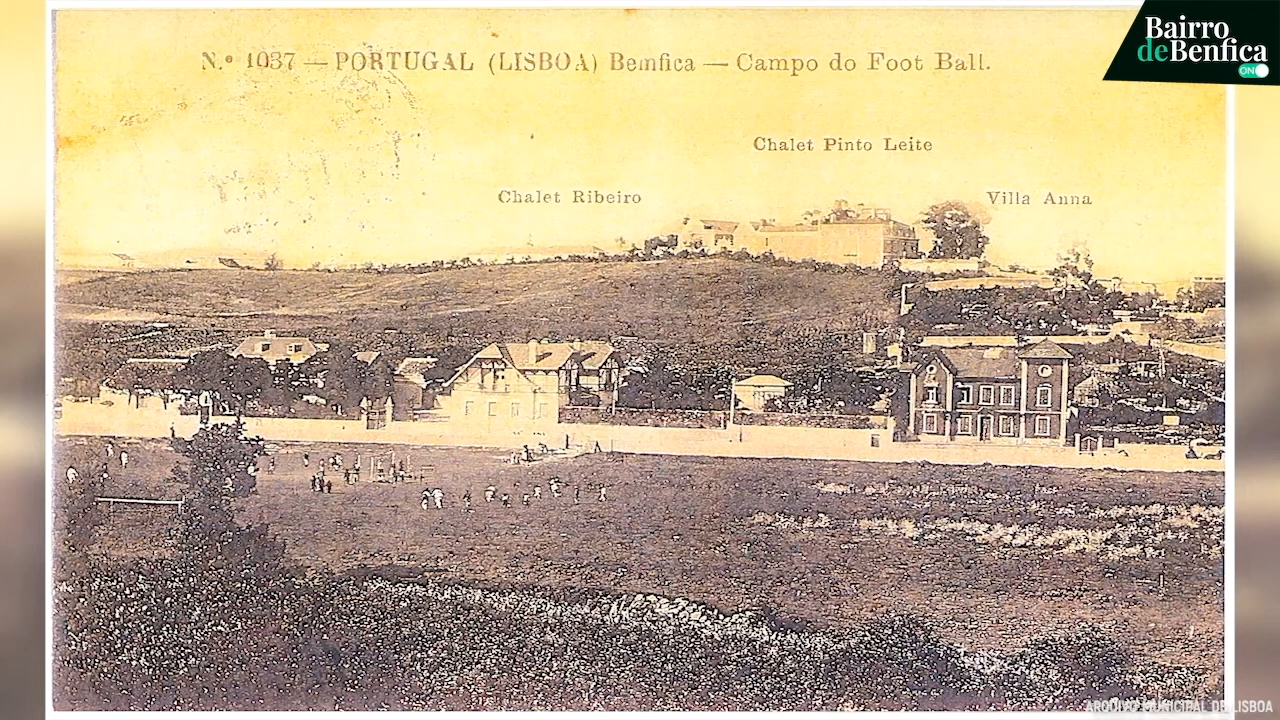 Bairro
deBenfica
ON
N.º 1037 — PORTUGAL (LISBOA) Bemfica — Campo do Foot Ball.
Chalet Pinto Leite
Chalet Ribeiro
Villa Anna
ARQUIVO MUNICIPAL DE LISBOA